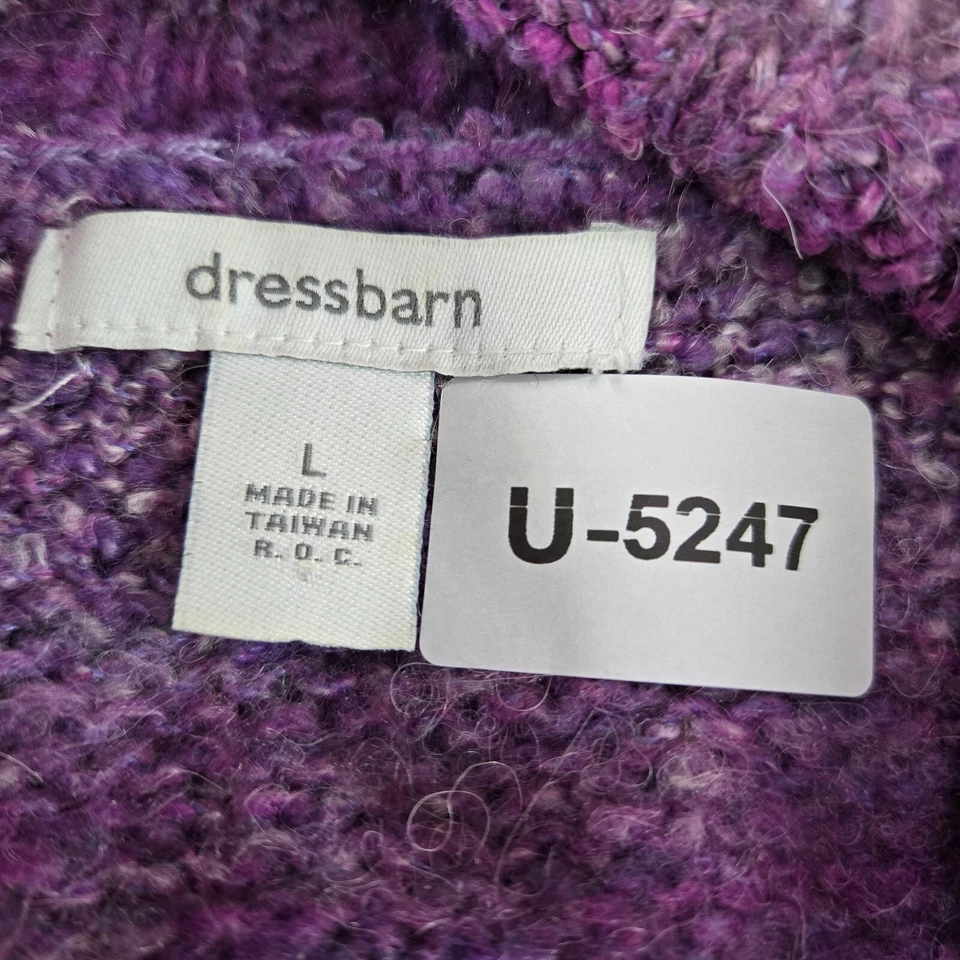 dressbarn
L
MADE IN
TAIWAN
R. O. C.
U-5247